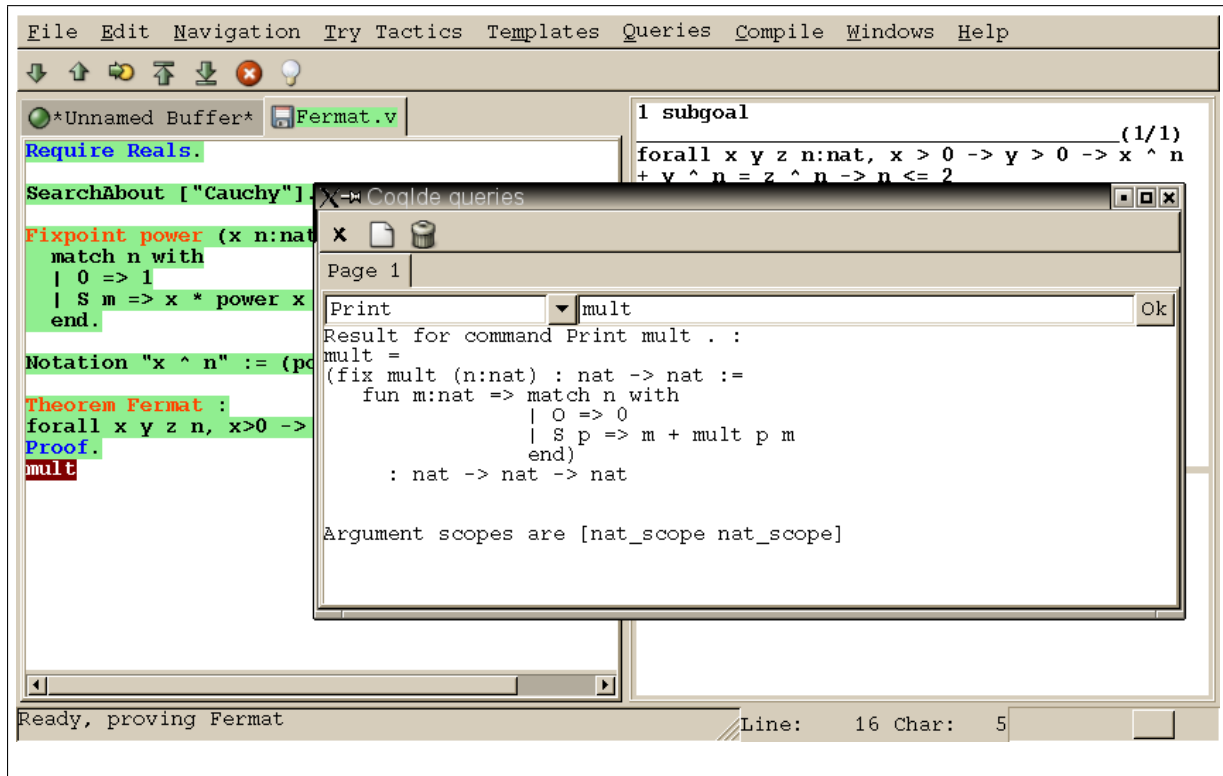 File Edit Navigation Try Tactics Templates Queries Compile Windows Help
*Unnamed Buffer* Fermat.v
Require Reals.
SearchAbout ["Cauchy"].
Fixpoint power (x n:nat
match n with
| O => 1
| S m => x * power x
end.
Notation "x ^ n" := (po
Theorem Fermat :
forall x y z n, x>0 ->
Proof.
mult
1 subgoal
(1/1)
forall x y z n:nat, x > 0 -> y > 0 -> x ^ n
+ y ^ n = z ^ n -> n <= 2
CoqIde queries
Page 1
Print mult Ok
Result for command Print mult . :
mult =
(fix mult (n:nat) : nat -> nat :=
fun m:nat => match n with
| O => 0
| S p => m + mult p m
end)
: nat -> nat -> nat
Argument scopes are [nat_scope nat_scope]
Ready, proving Fermat
Line: 16 Char: 5